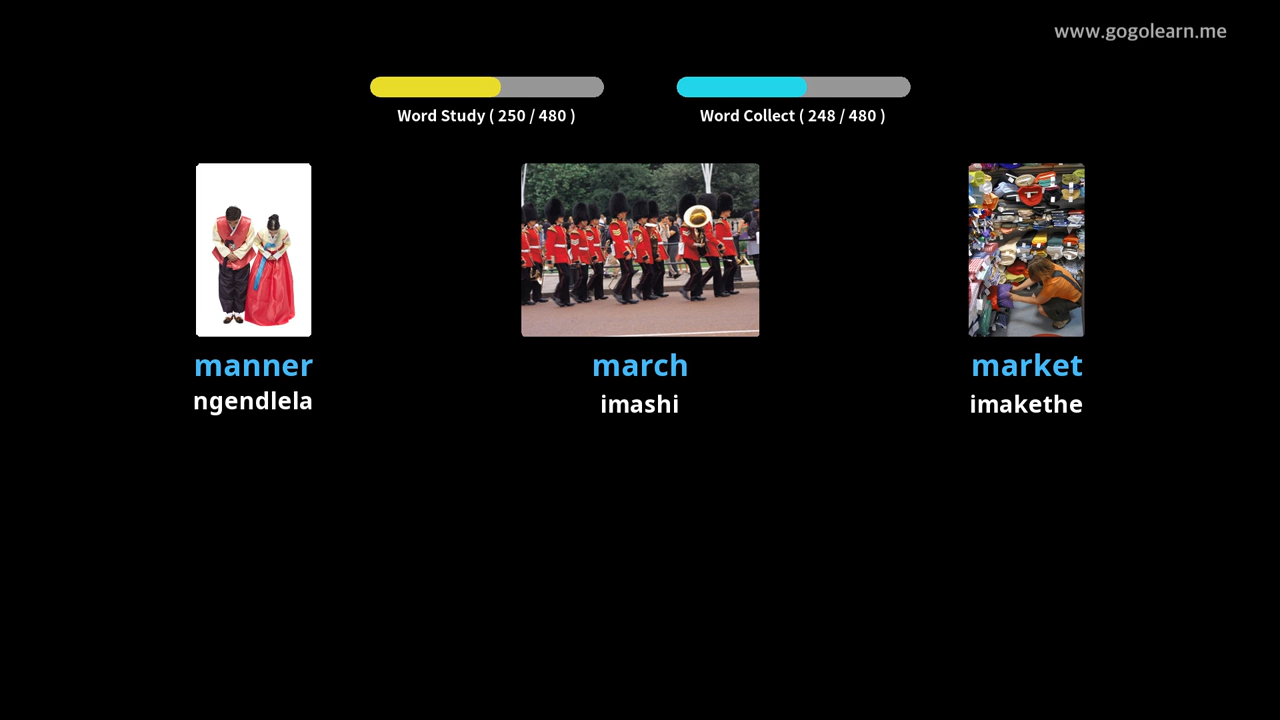 www.gogolearn.me
Word Study ( 250 / 480 )
Word Collect ( 248 / 480 )
manner
ngendlela
march
imashi
market
imakethe